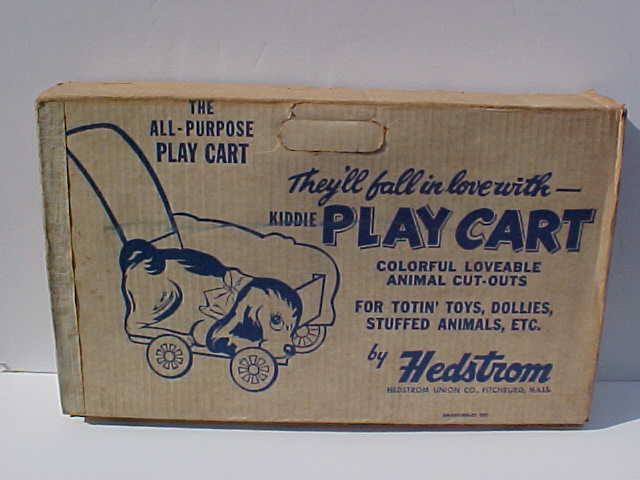 THE
ALL-PURPOSE
PLAY CART
They'll fall in love with —
KIDDIE PLAY CART
COLORFUL LOVEABLE
ANIMAL CUT-OUTS
FOR TOTIN' TOYS, DOLLIES,
STUFFED ANIMALS, ETC.
by Hedstrom
HEDSTROM UNION CO., FITCHBURG, MASS.